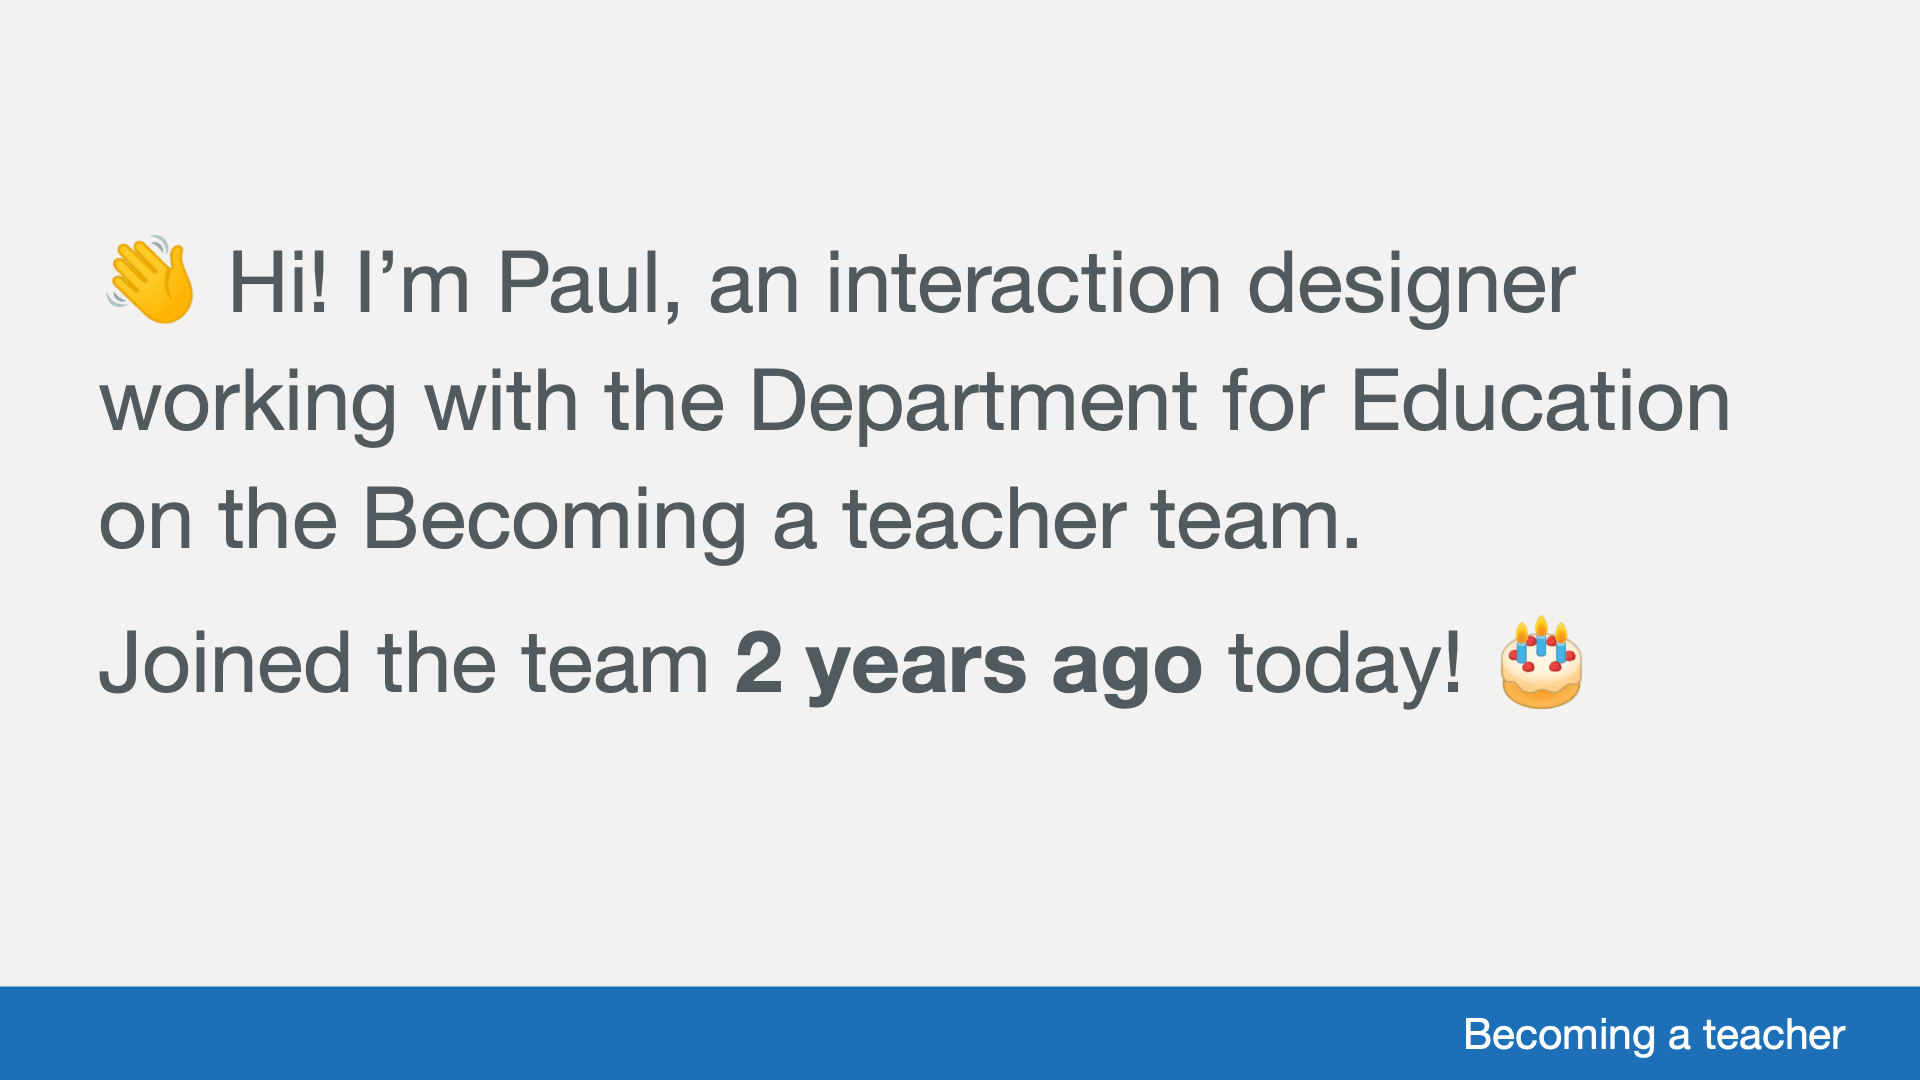 👋 Hi! I’m Paul, an interaction designer
working with the Department for Education
on the Becoming a teacher team.
Joined the team 2 years ago today! 🎂
Becoming a teacher